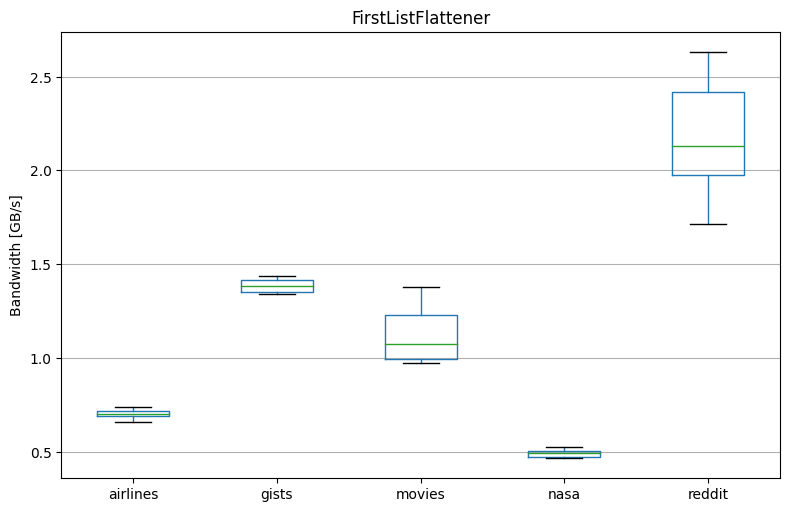 FirstListFlattener
Bandwidth [GB/s]
2.5
2.0
1.5
1.0
0.5
airlines gists movies nasa reddit